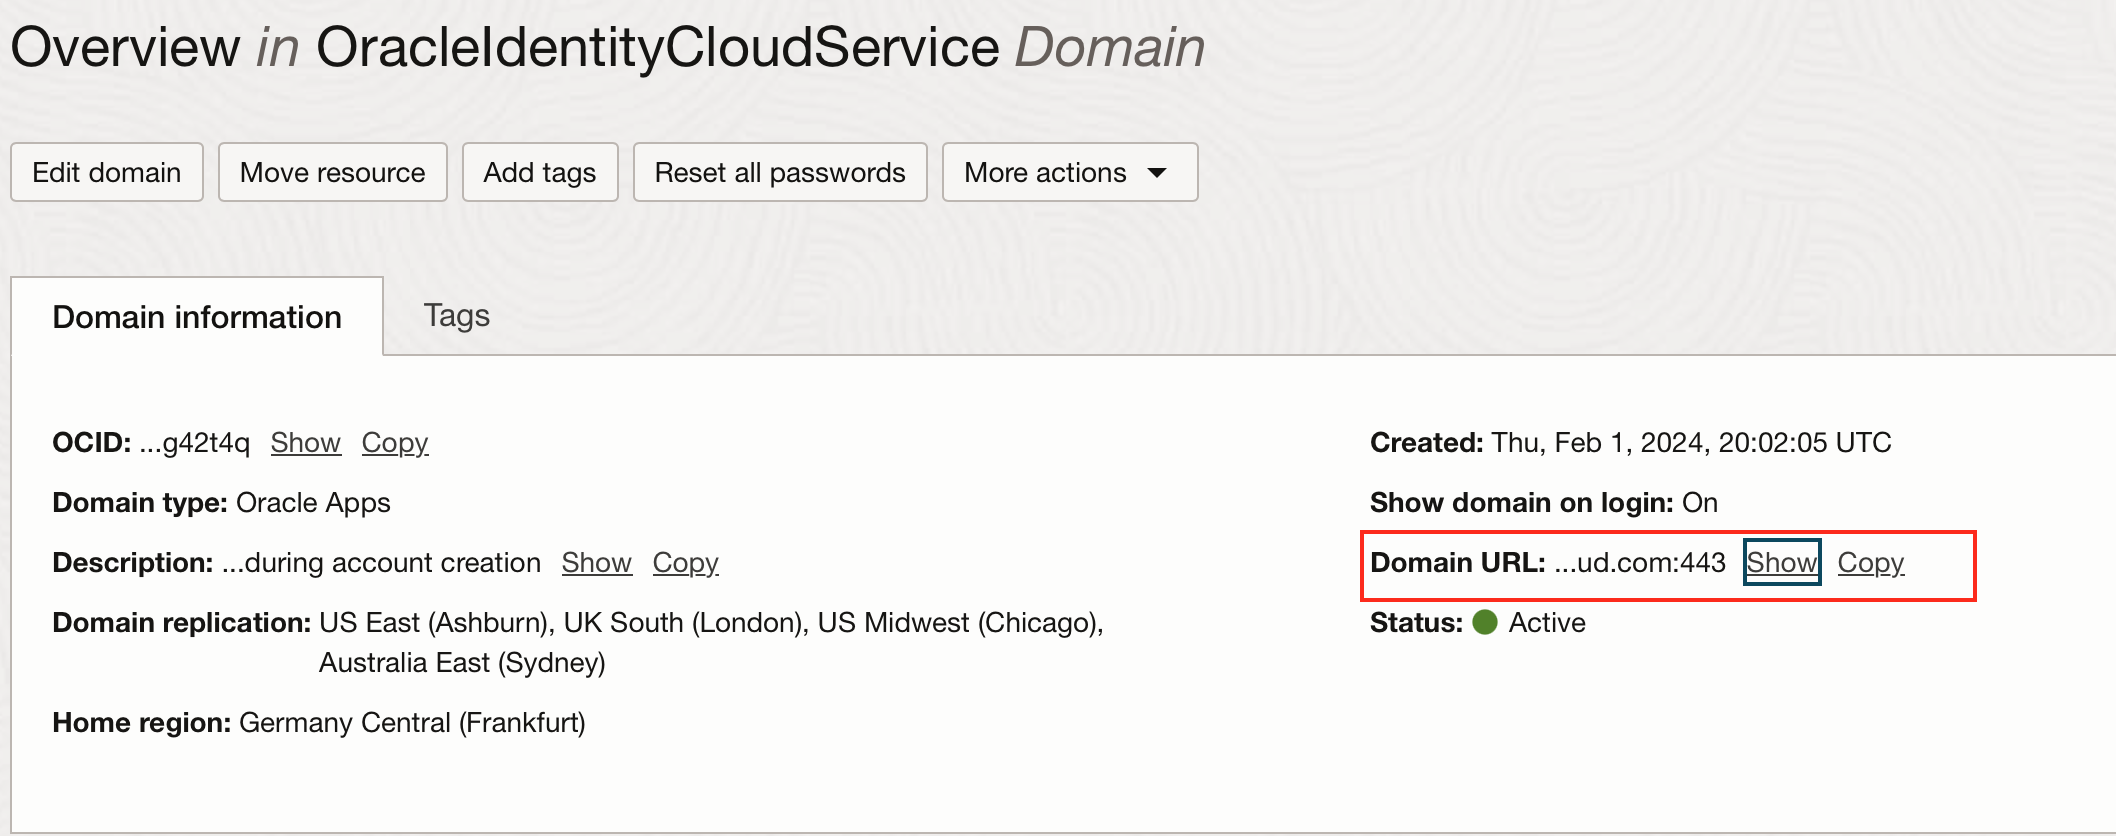 Overview in OracleIdentityCloudService Domain
Edit domain
Move resource
Add tags
Reset all passwords
More actions
Domain information
Tags
OCID: ...g42t4q Show Copy
Domain type: Oracle Apps
Description: ...during account creation Show Copy
Domain replication: US East (Ashburn), UK South (London), US Midwest (Chicago),
Australia East (Sydney)
Home region: Germany Central (Frankfurt)
Created: Thu, Feb 1, 2024, 20:02:05 UTC
Show domain on login: On
Domain URL: ...ud.com:443 Show Copy
Status: Active